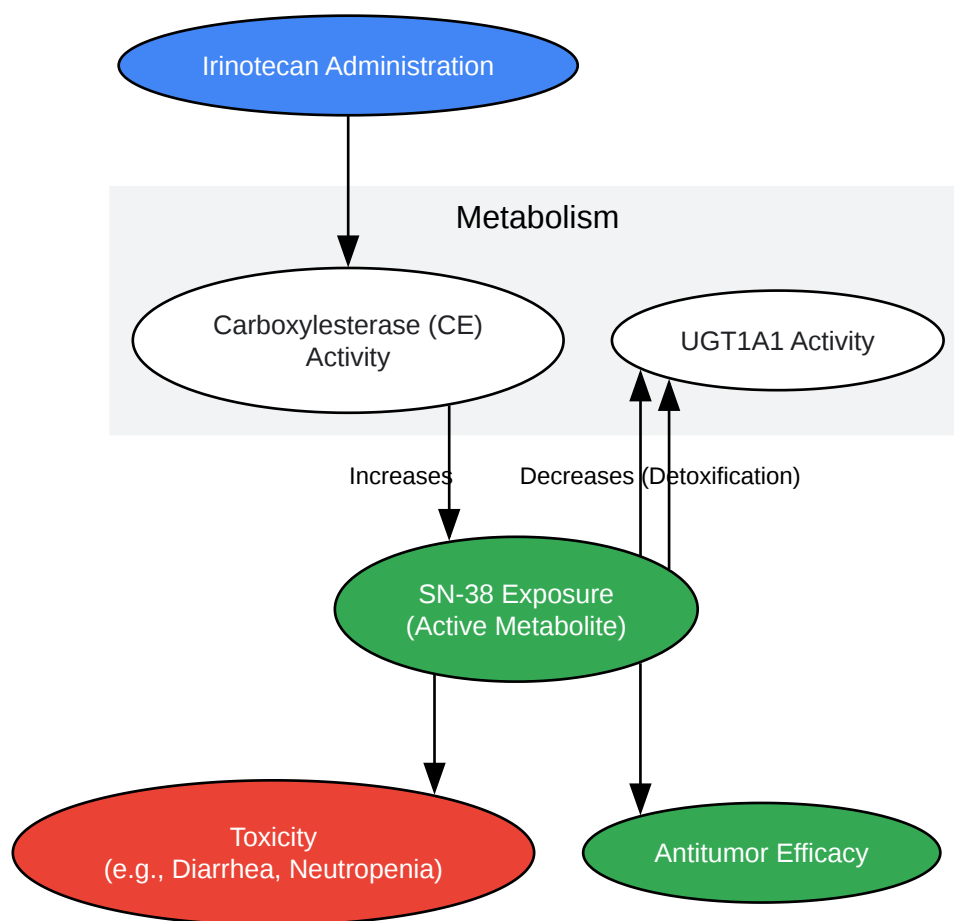 Irinotecan Administration
Metabolism
Carboxylesterase (CE)
Activity
UGT1A1 Activity
Increases
Decreases (Detoxification)
SN-38 Exposure
(Active Metabolite)
Toxicity
(e.g., Diarrhea, Neutropenia)
Antitumor Efficacy